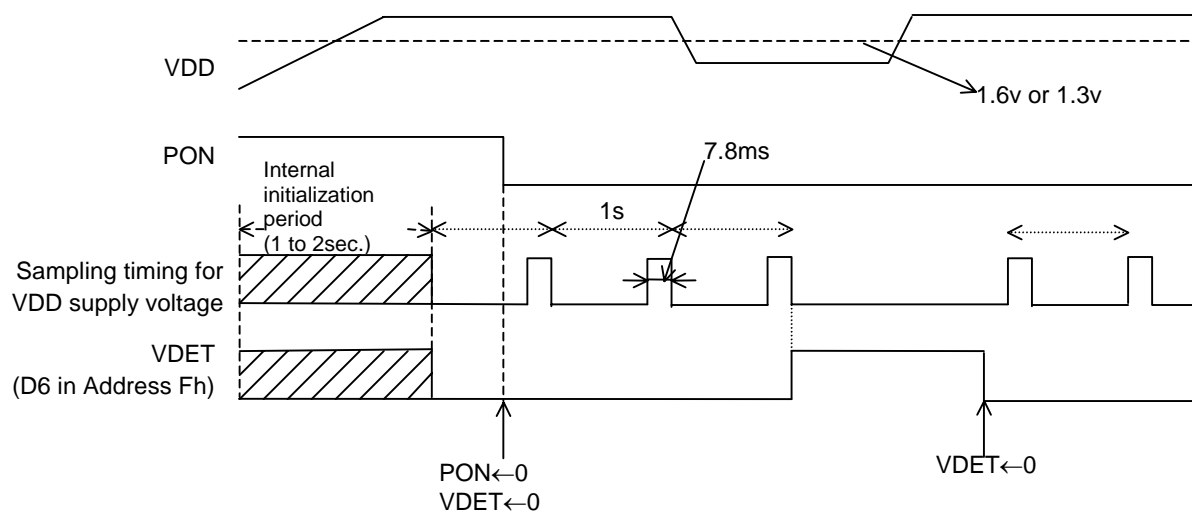 VDD
1.6v or 1.3v
PON
7.8ms
Internal
initialization
period
(1 to 2sec.)
1s
Sampling timing for
VDD supply voltage
VDET
(D6 in Address Fh)
PON←0
VDET←0
VDET←0